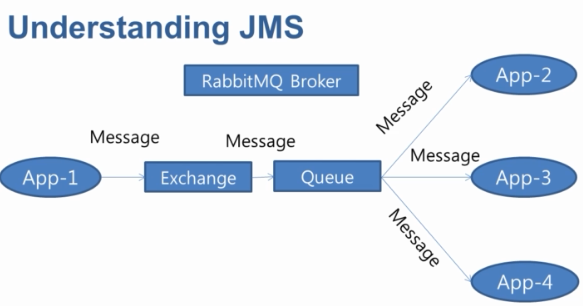 Understanding JMS
RabbitMQ Broker
App-2
Message
Message
Message
Message
App-1
Exchange
Queue
App-3
Message
App-4